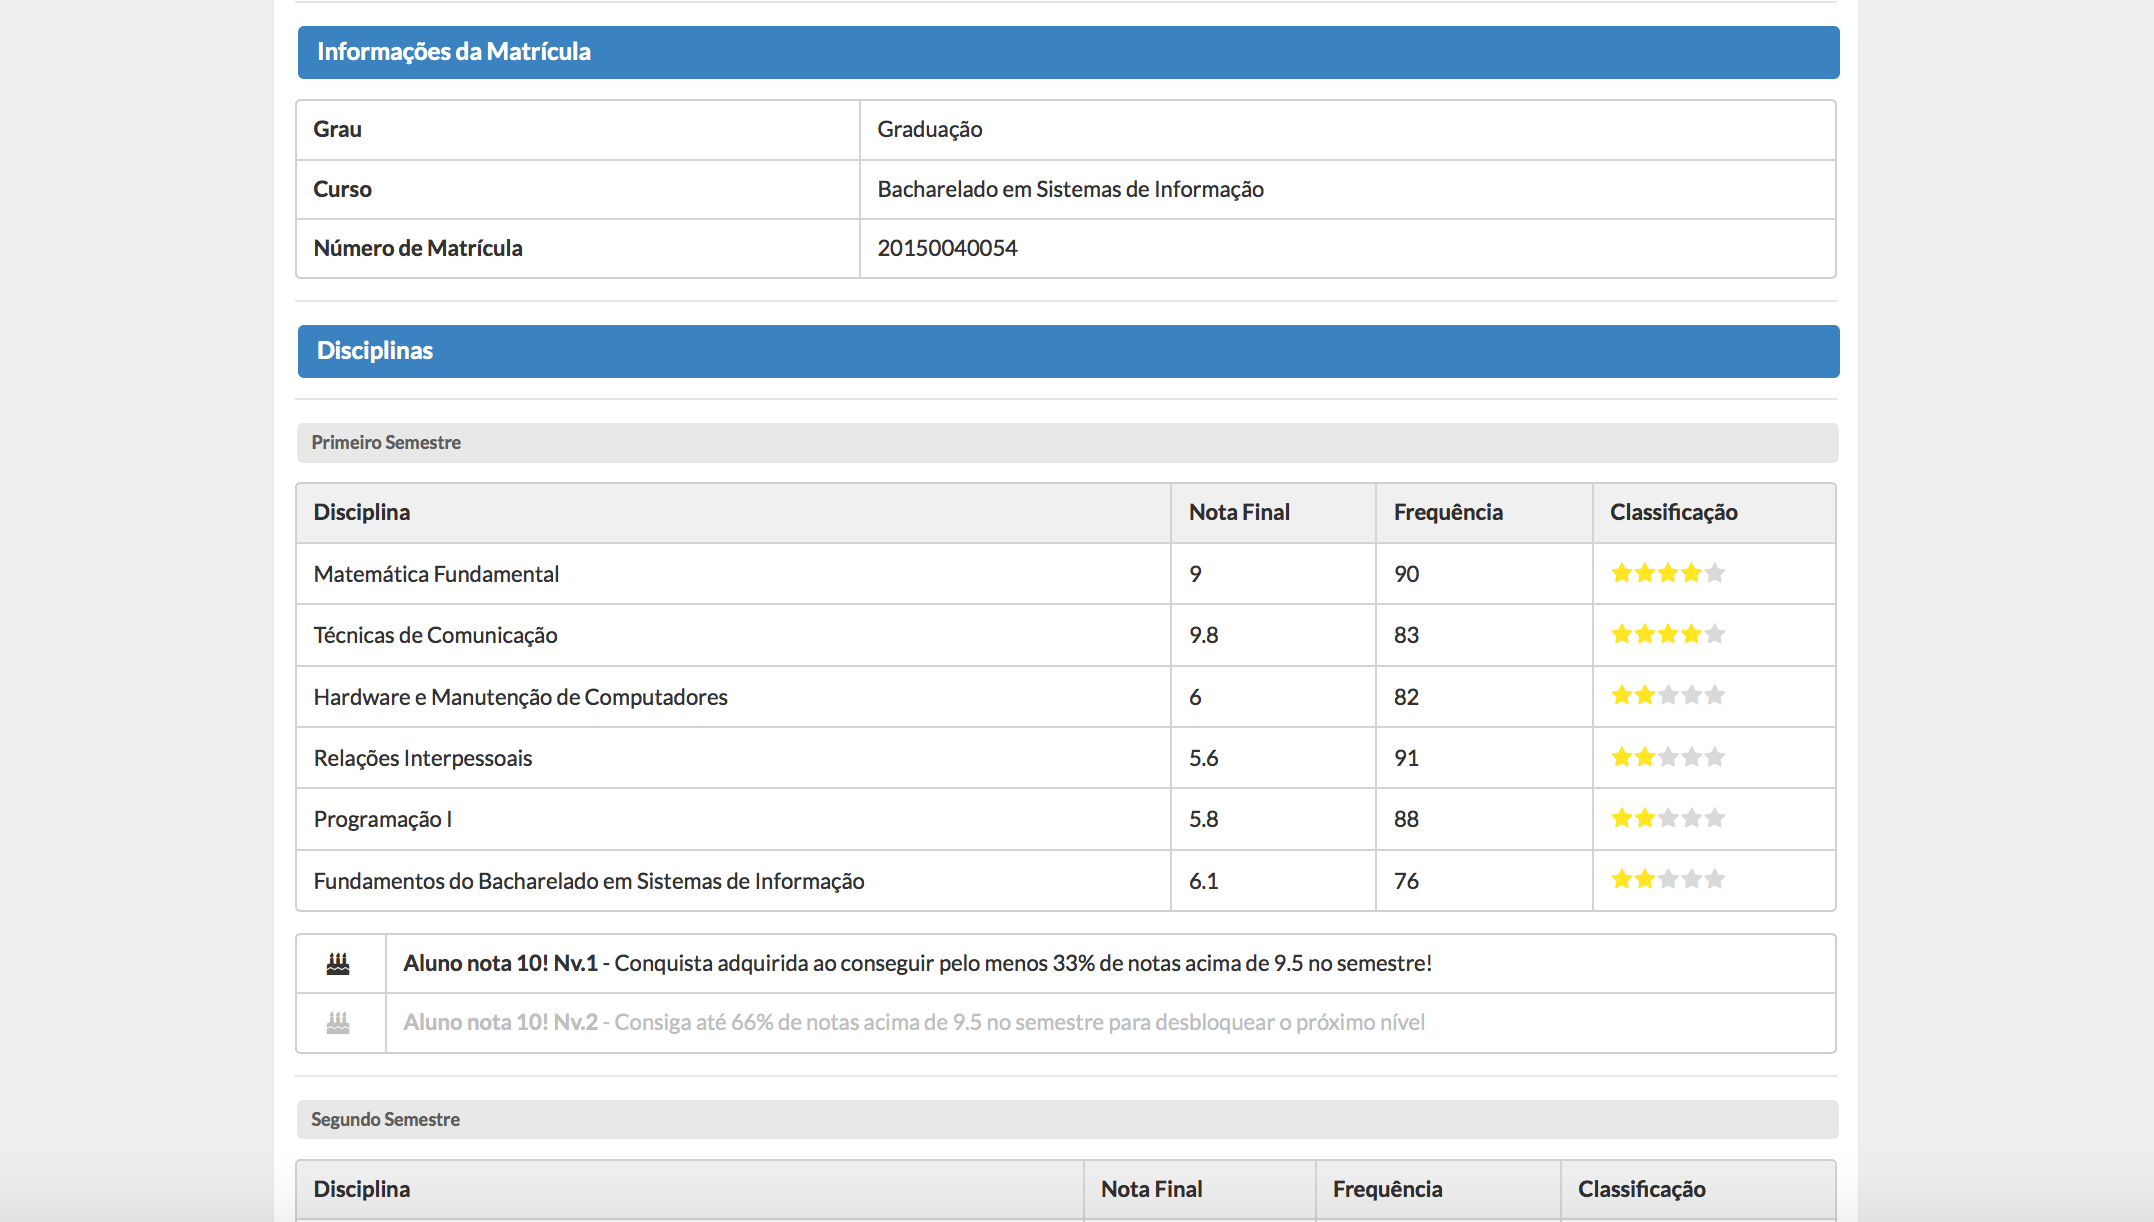 Informações da Matrícula
Grau Graduação
Curso Bacharelado em Sistemas de Informação
Número de Matrícula 20150040054
Disciplinas
Primeiro Semestre
Disciplina Nota Final Frequência Classificação
Matemática Fundamental 9 90
Técnicas de Comunicação 9.8 83
Hardware e Manutenção de Computadores 6 82
Relações Interpessoais 5.6 91
Programação I 5.8 88
Fundamentos do Bacharelado em Sistemas de Informação 6.1 76
Aluno nota 10! Nv.1 - Conquista adquirida ao conseguir pelo menos 33% de notas acima de 9.5 no semestre!
Aluno nota 10! Nv.2 - Consiga até 66% de notas acima de 9.5 no semestre para desbloquear o próximo nível
Segundo Semestre
Disciplina Nota Final Frequência Classificação